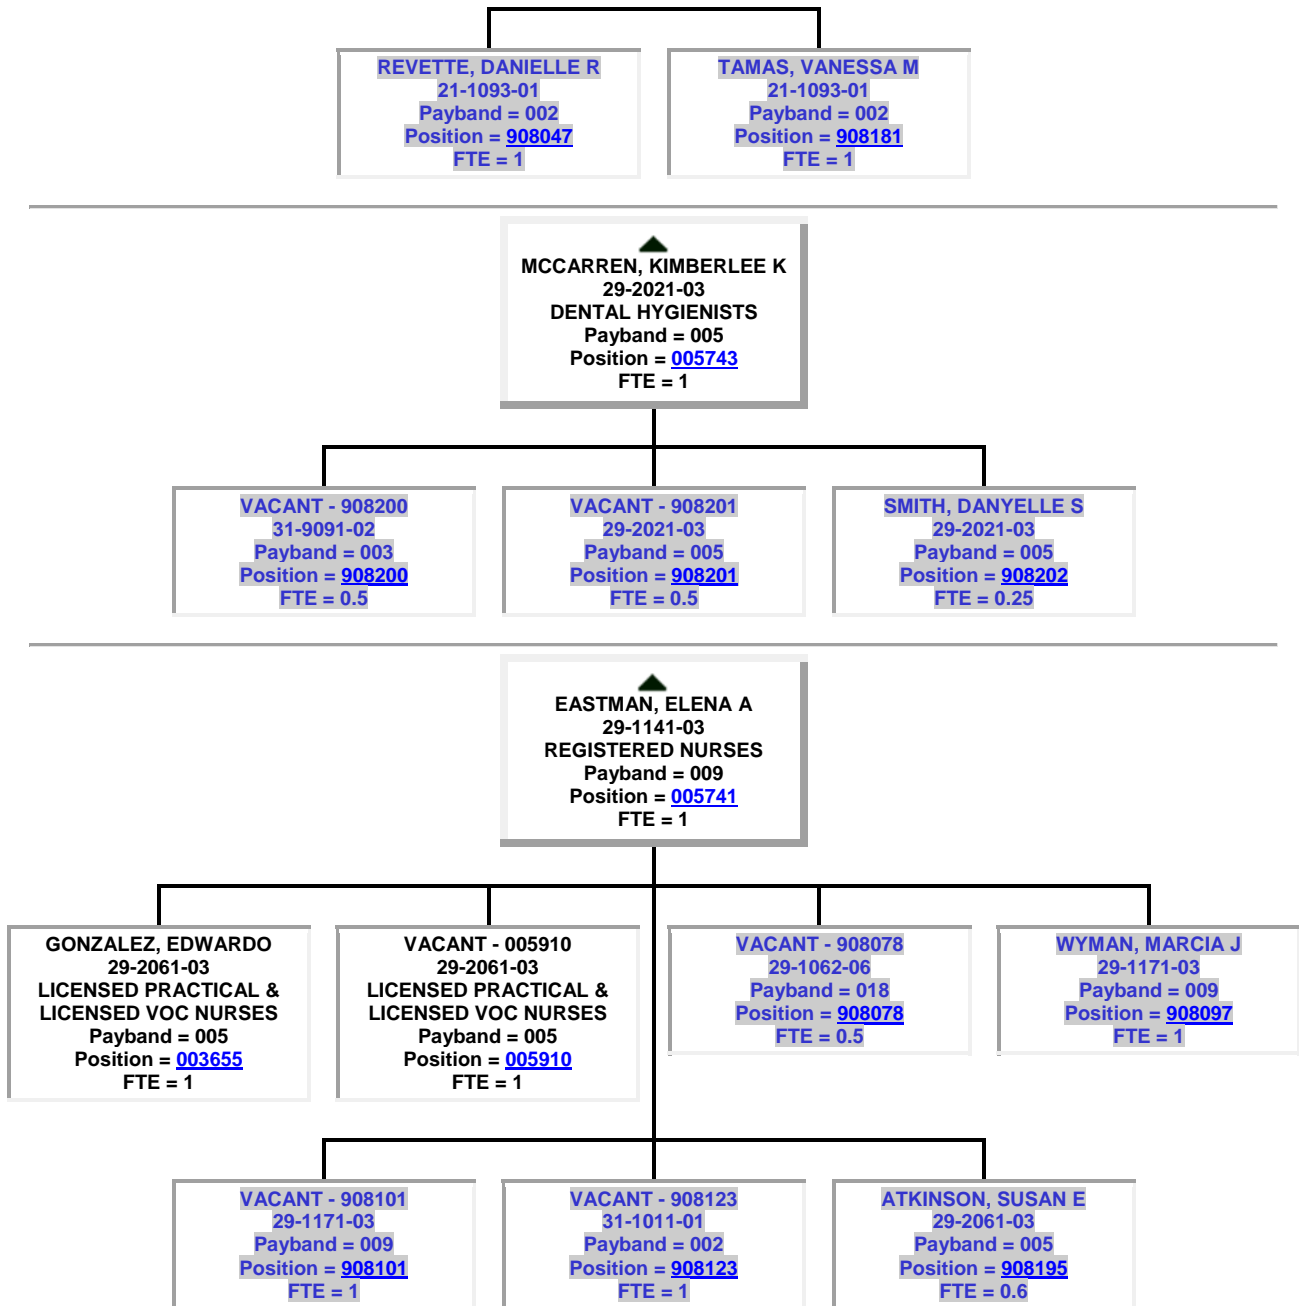 REVETTE, DANIELLE R
21-1093-01
Payband = 002
Position = 908047
FTE = 1
TAMAS, VANESSA M
21-1093-01
Payband = 002
Position = 908181
FTE = 1
MCCARREN, KIMBERLEE K
29-2021-03
DENTAL HYGIENISTS
Payband = 005
Position = 005743
FTE = 1
VACANT - 908200
31-9091-02
Payband = 003
Position = 908200
FTE = 0.5
VACANT - 908201
29-2021-03
Payband = 005
Position = 908201
FTE = 0.5
SMITH, DANYELLE S
29-2021-03
Payband = 005
Position = 908202
FTE = 0.25
EASTMAN, ELENA A
29-1141-03
REGISTERED NURSES
Payband = 009
Position = 005741
FTE = 1
GONZALEZ, EDWARDO
29-2061-03
LICENSED PRACTICAL &
LICENSED VOC NURSES
Payband = 005
Position = 003655
FTE = 1
VACANT - 005910
29-2061-03
LICENSED PRACTICAL &
LICENSED VOC NURSES
Payband = 005
Position = 005910
FTE = 1
VACANT - 908078
29-1062-06
Payband = 018
Position = 908078
FTE = 0.5
WYMAN, MARCIA J
29-1171-03
Payband = 009
Position = 908097
FTE = 1
VACANT - 908101
29-1171-03
Payband = 009
Position = 908101
FTE = 1
VACANT - 908123
31-1011-01
Payband = 002
Position = 908123
FTE = 1
ATKINSON, SUSAN E
29-2061-03
Payband = 005
Position = 908195
FTE = 0.6